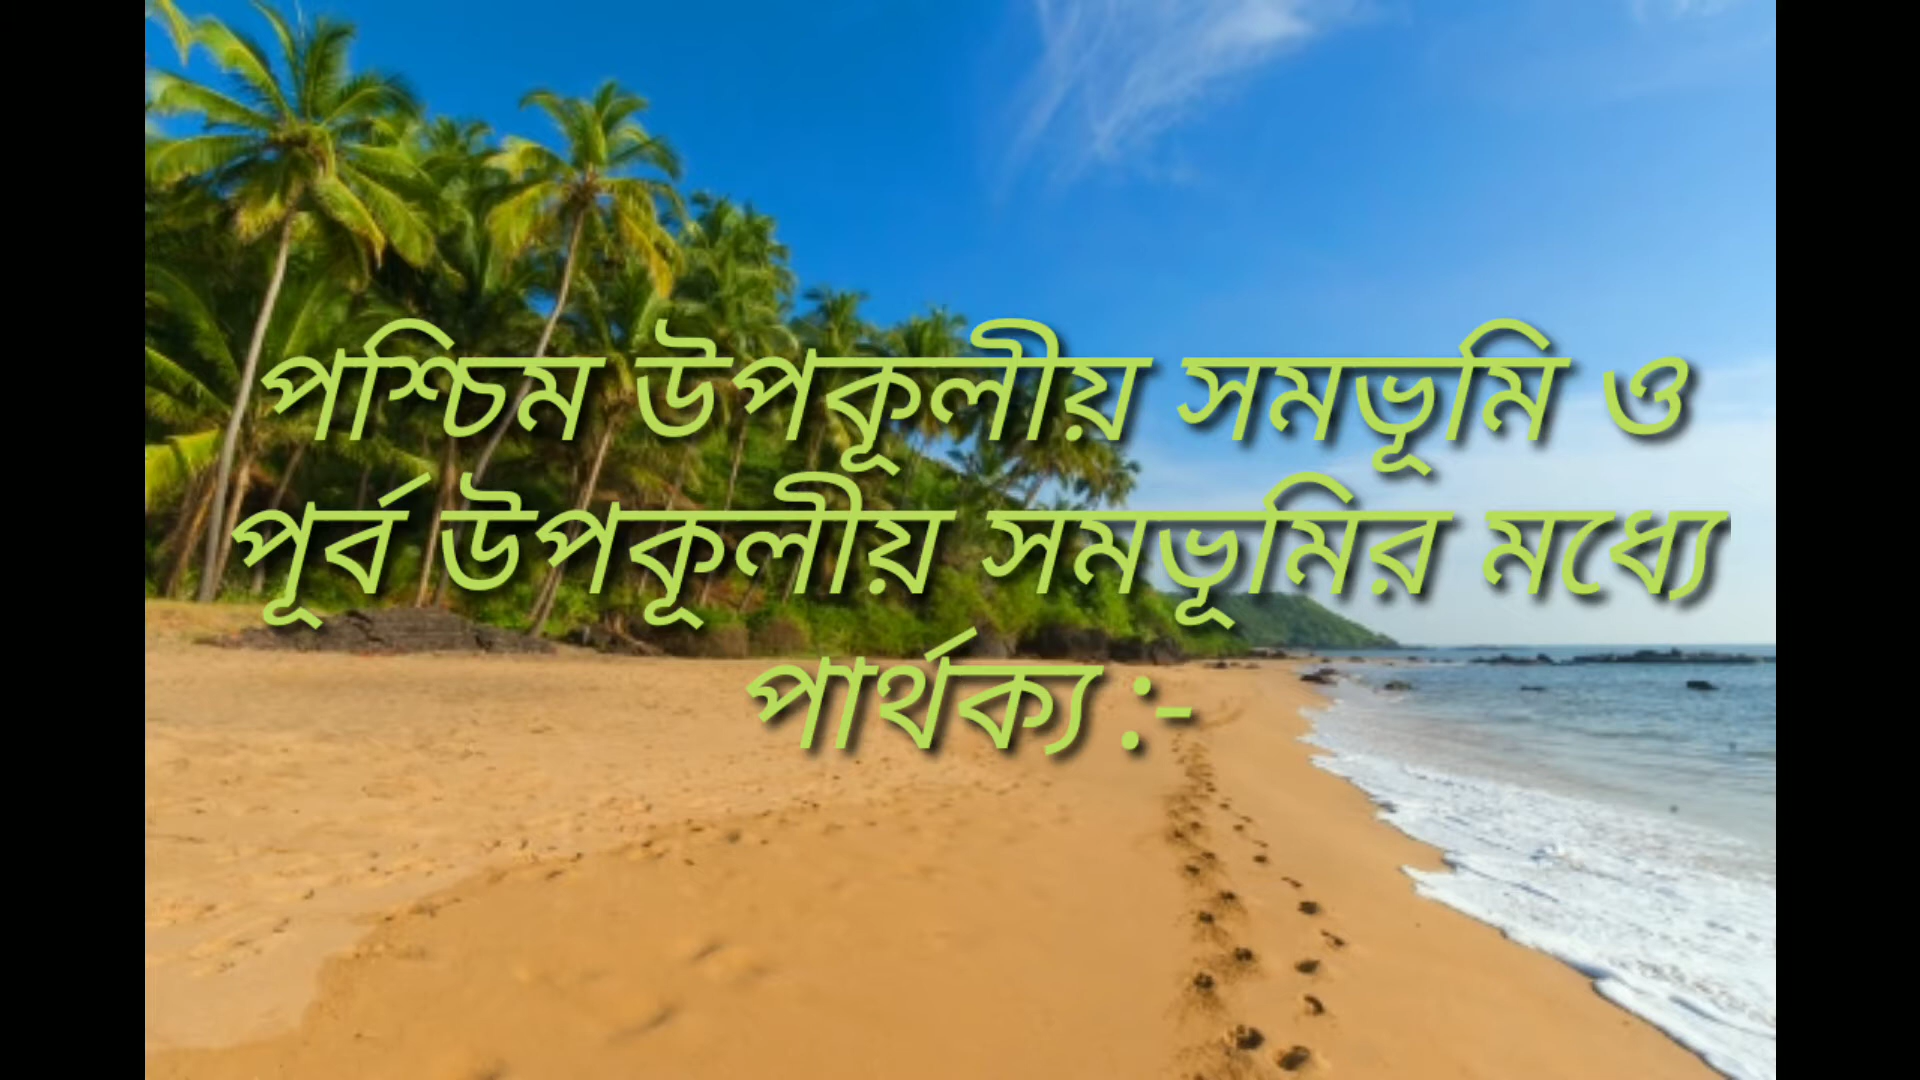 পশ্চিম উপকূলীয় সমভূমি ও
পূর্ব উপকূলীয় সমভূমির মধ্যে
পার্থক্য :-